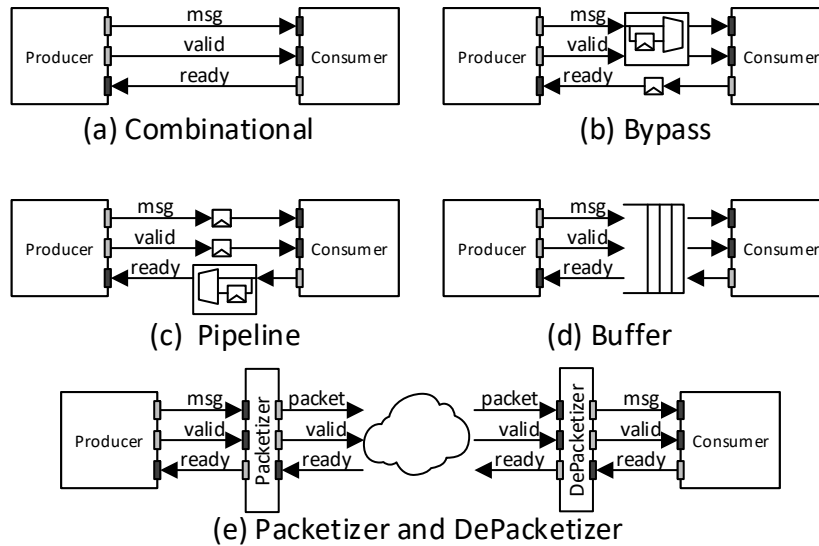 msg
valid
ready
Producer
Consumer
(a) Combinational
msg
valid
ready
Producer
Consumer
(b) Bypass
msg
valid
ready
Producer
Consumer
(c) Pipeline
msg
valid
ready
Producer
Consumer
(d) Buffer
msg
valid
ready
Producer
Packetizer
packet
valid
ready
packet
valid
ready
DePacketizer
msg
valid
ready
Consumer
(e) Packetizer and DePacketizer